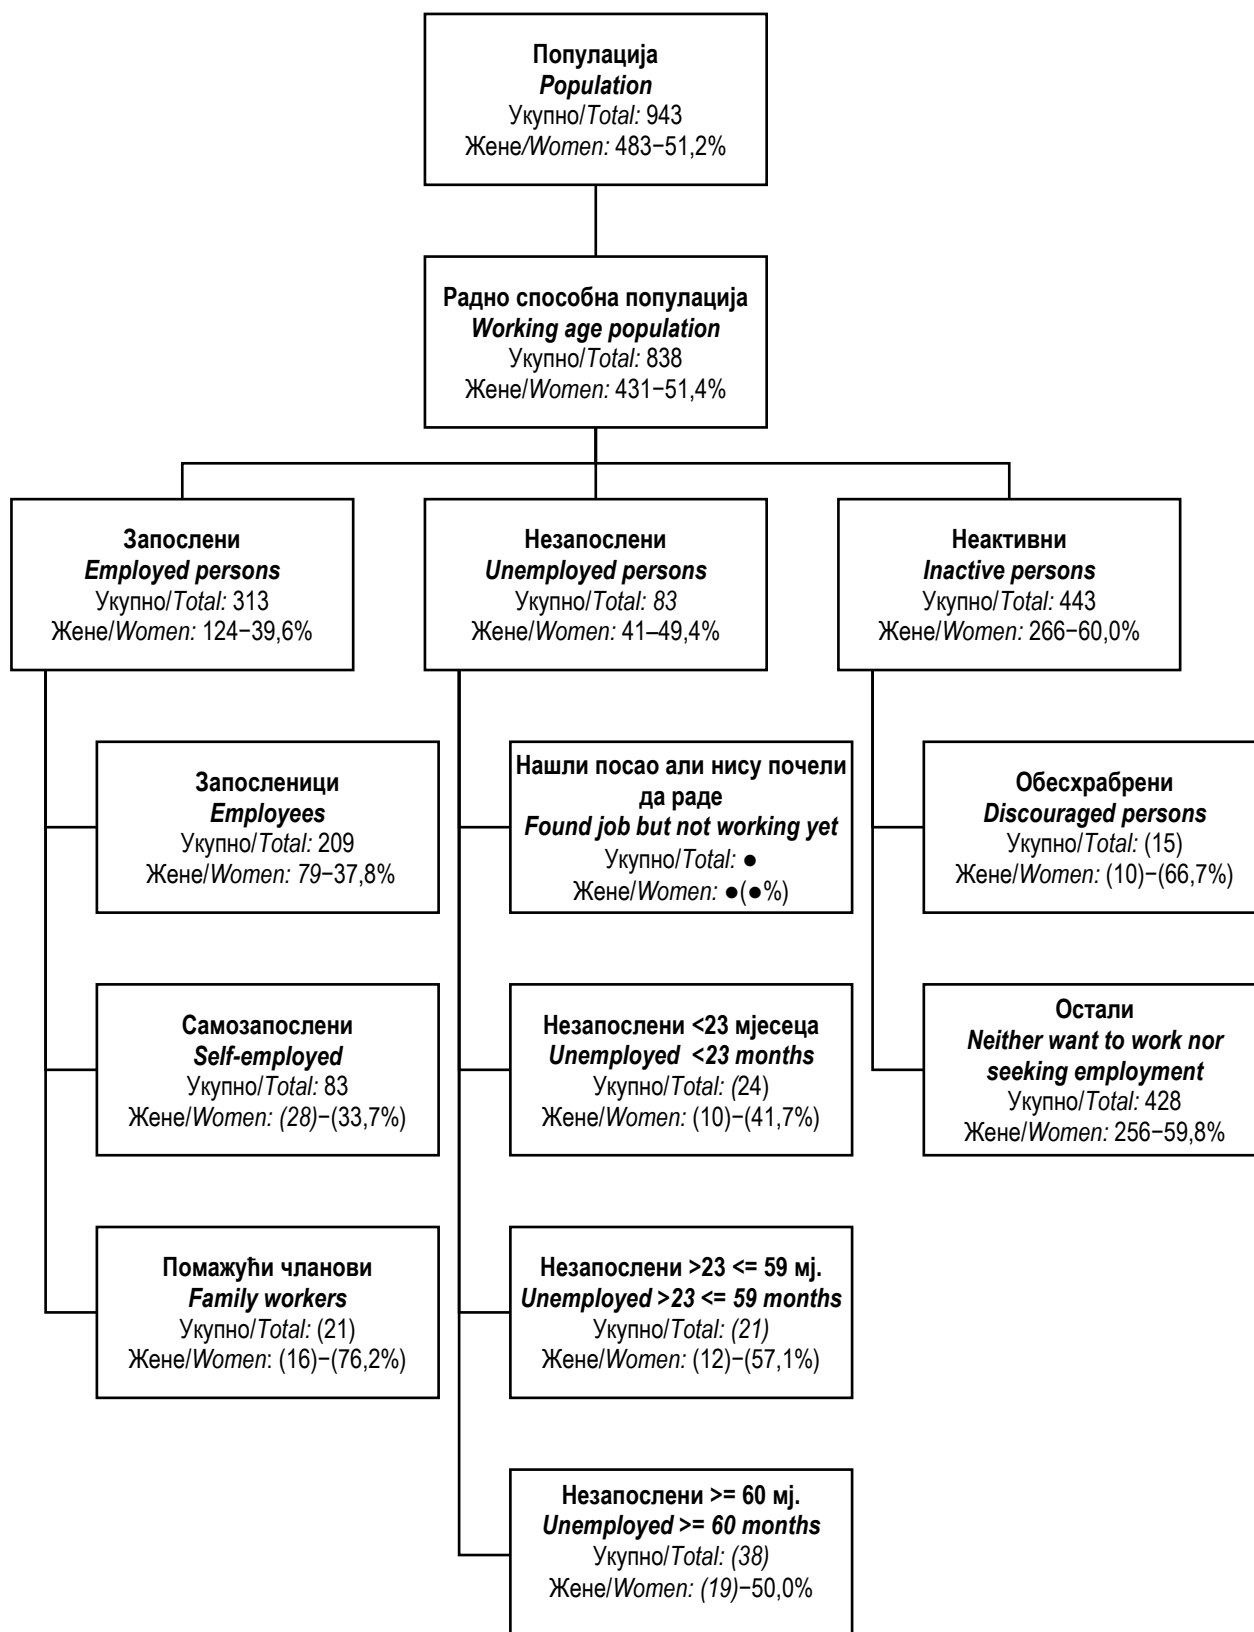 Популација
Population
Укупно/Total: 943
Жене/Women: 483−51,2%
Радно способна популација
Working age population
Укупно/Total: 838
Жене/Women: 431−51,4%
Запослени
Employed persons
Укупно/Total: 313
Жене/Women: 124−39,6%
Незапослени
Unemployed persons
Укупно/Total: 83
Жене/Women: 41–49,4%
Неактивни
Inactive persons
Укупно/Total: 443
Жене/Women: 266−60,0%
Запосленици
Employees
Укупно/Total: 209
Жене/Women: 79−37,8%
Нашли посао али нису почели
да раде
Found job but not working yet
Укупно/Total: ●
Жене/Women: ●(●%)
Обесхрабрени
Discouraged persons
Укупно/Total: (15)
Жене/Women: (10)−(66,7%)
Самозапослени
Self-employed
Укупно/Total: 83
Жене/Women: (28)−(33,7%)
Незапослени <23 мјесеца
Unemployed <23 months
Укупно/Total: (24)
Жене/Women: (10)−(41,7%)
Остали
Neither want to work nor
seeking employment
Укупно/Total: 428
Жене/Women: 256−59,8%
Помажући чланови
Family workers
Укупно/Total: (21)
Жене/Women: (16)−(76,2%)
Незапослени >23 <= 59 мј.
Unemployed >23 <= 59 months
Укупно/Total: (21)
Жене/Women: (12)−(57,1%)
Незапослени >= 60 мј.
Unemployed >= 60 months
Укупно/Total: (38)
Жене/Women: (19)−50,0%